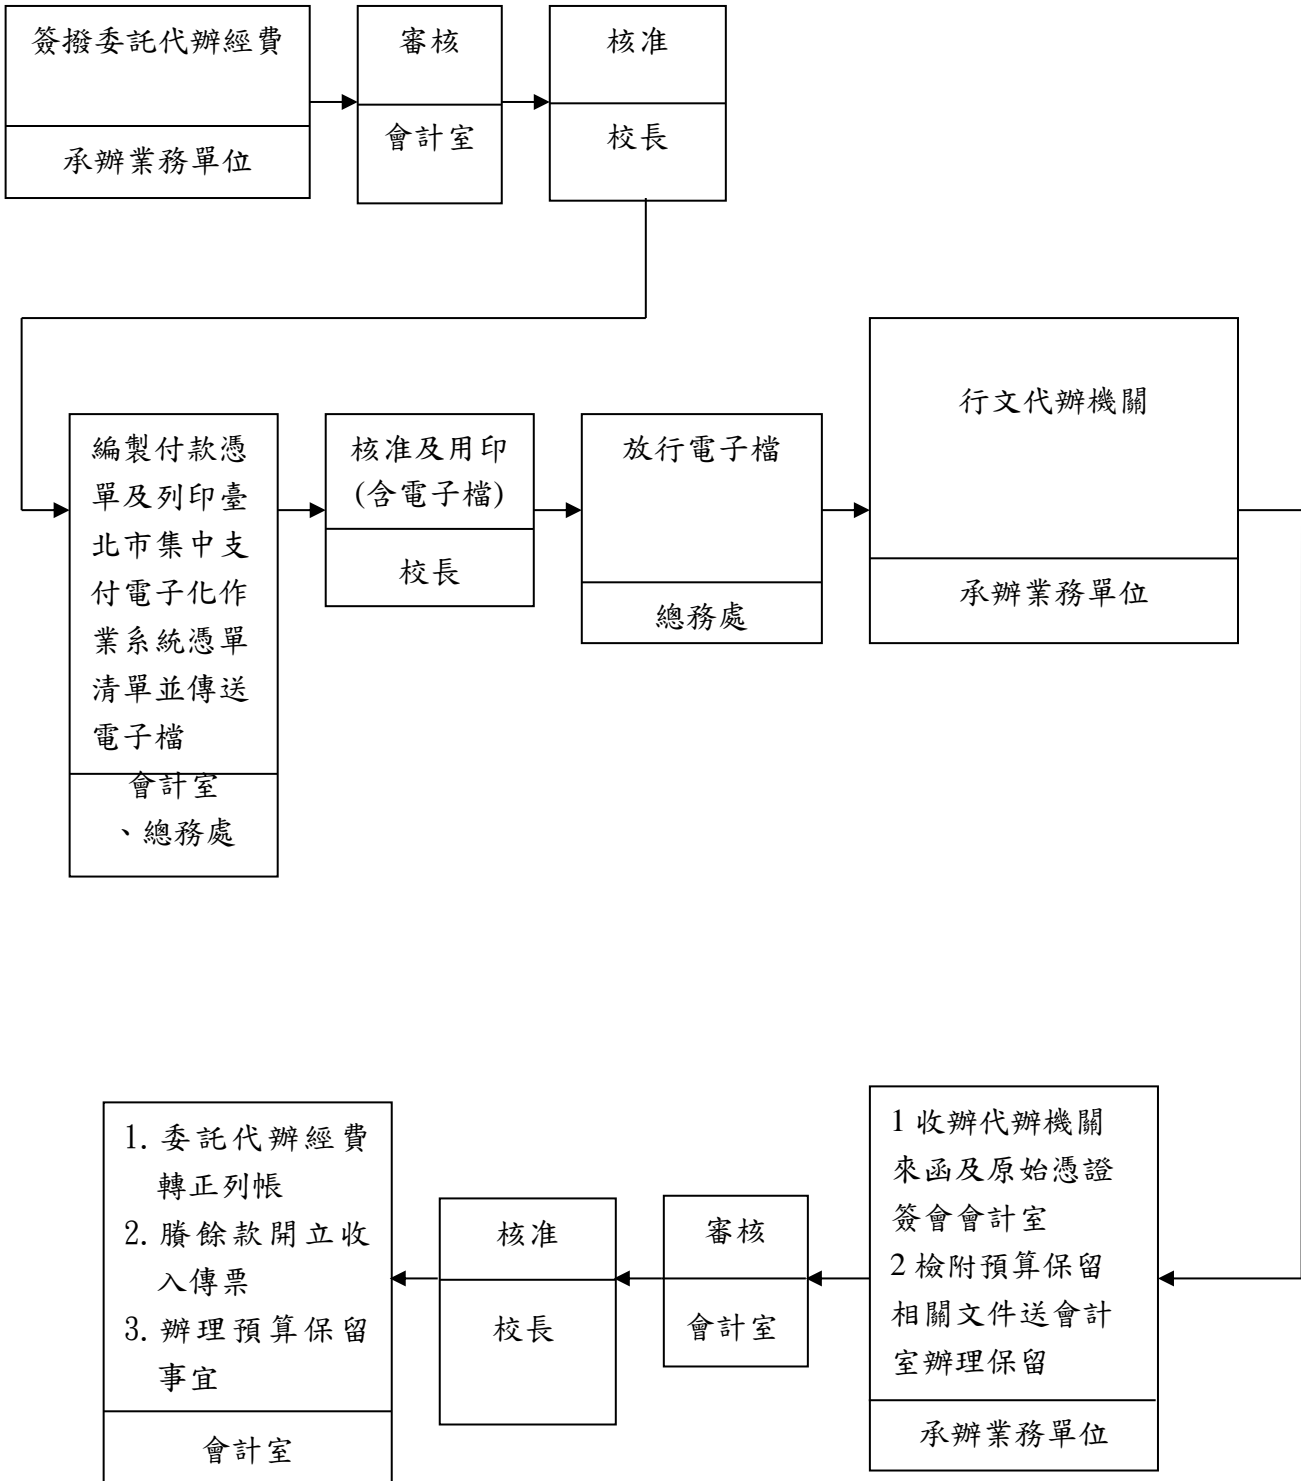 簽撥委託代辦經費
承辦業務單位
審核
會計室
核准
校長
編製付款憑
單及列印臺
北市集中支
付電子化作
業系統憑單
清單並傳送
電子檔
會計室
、總務處
核准及用印
(含電子檔)
校長
放行電子檔
總務處
行文代辦機關
承辦業務單位
1 收辦代辦機關
來函及原始憑證
簽會會計室
2 檢附預算保留
相關文件送會計
室辦理保留
承辦業務單位
審核
會計室
核准
校長
1. 委託代辦經費
轉正列帳
2. 賸餘款開立收
入傳票
3. 辦理預算保留
事宜
會計室